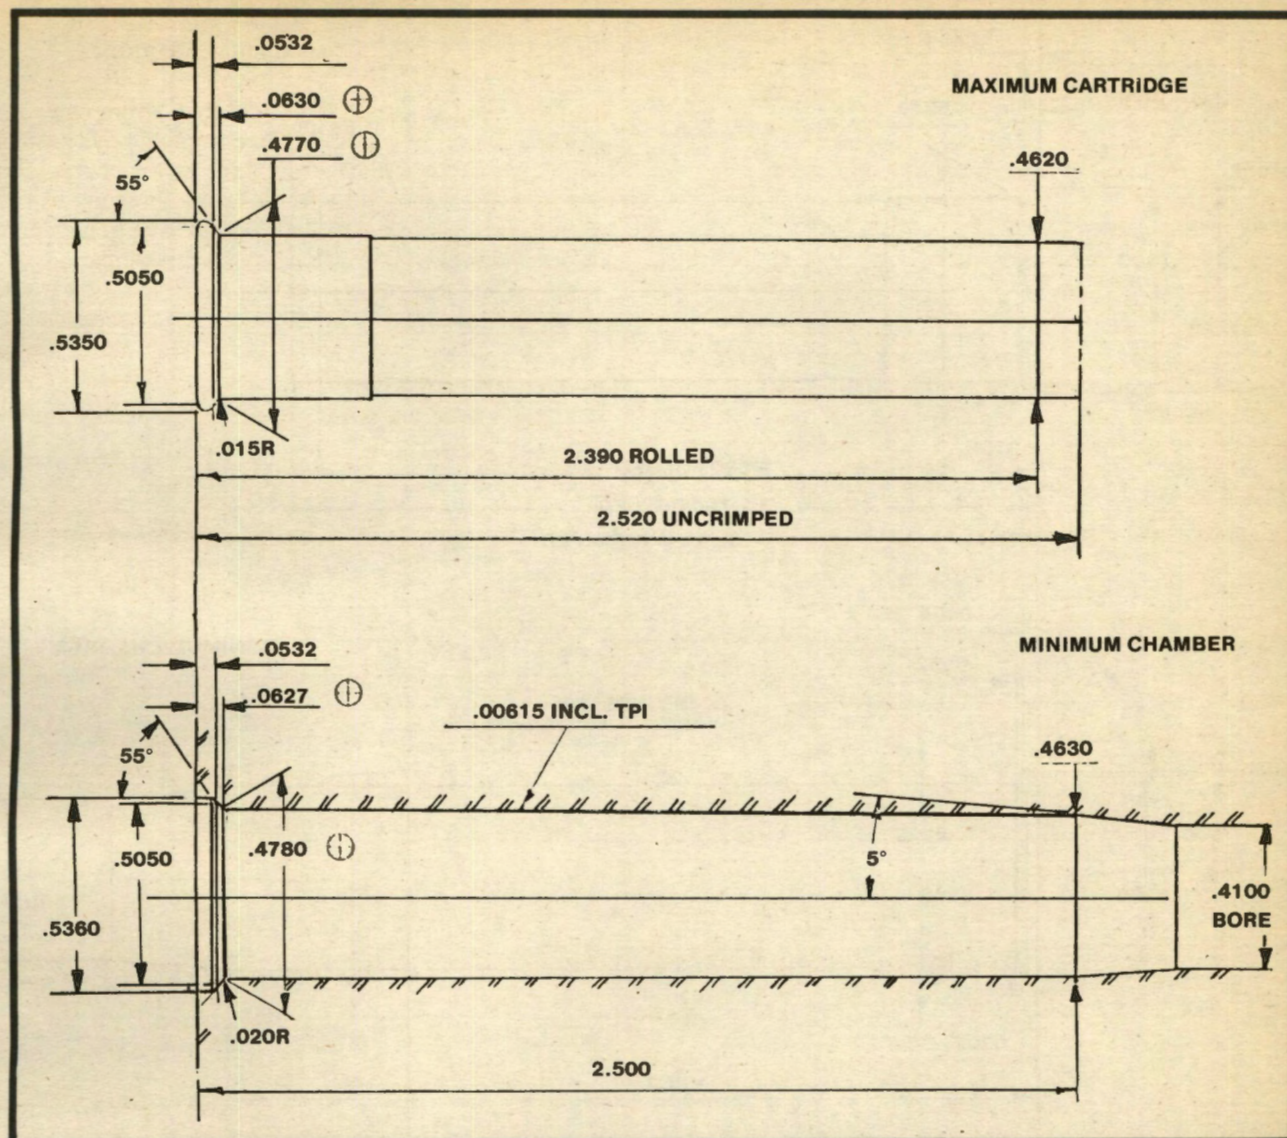 .0532
MAXIMUM CARTRIDGE
.0630
.4770
.4620
55°
.5050
.5350
.015R
2.390 ROLLED
2.520 UNCRIMPED
.0532
MINIMUM CHAMBER
.0627
.00615 INCL. TPI
55°
.4630
.4780
.5050
5°
.4100
BORE
.5360
.020R
2.500